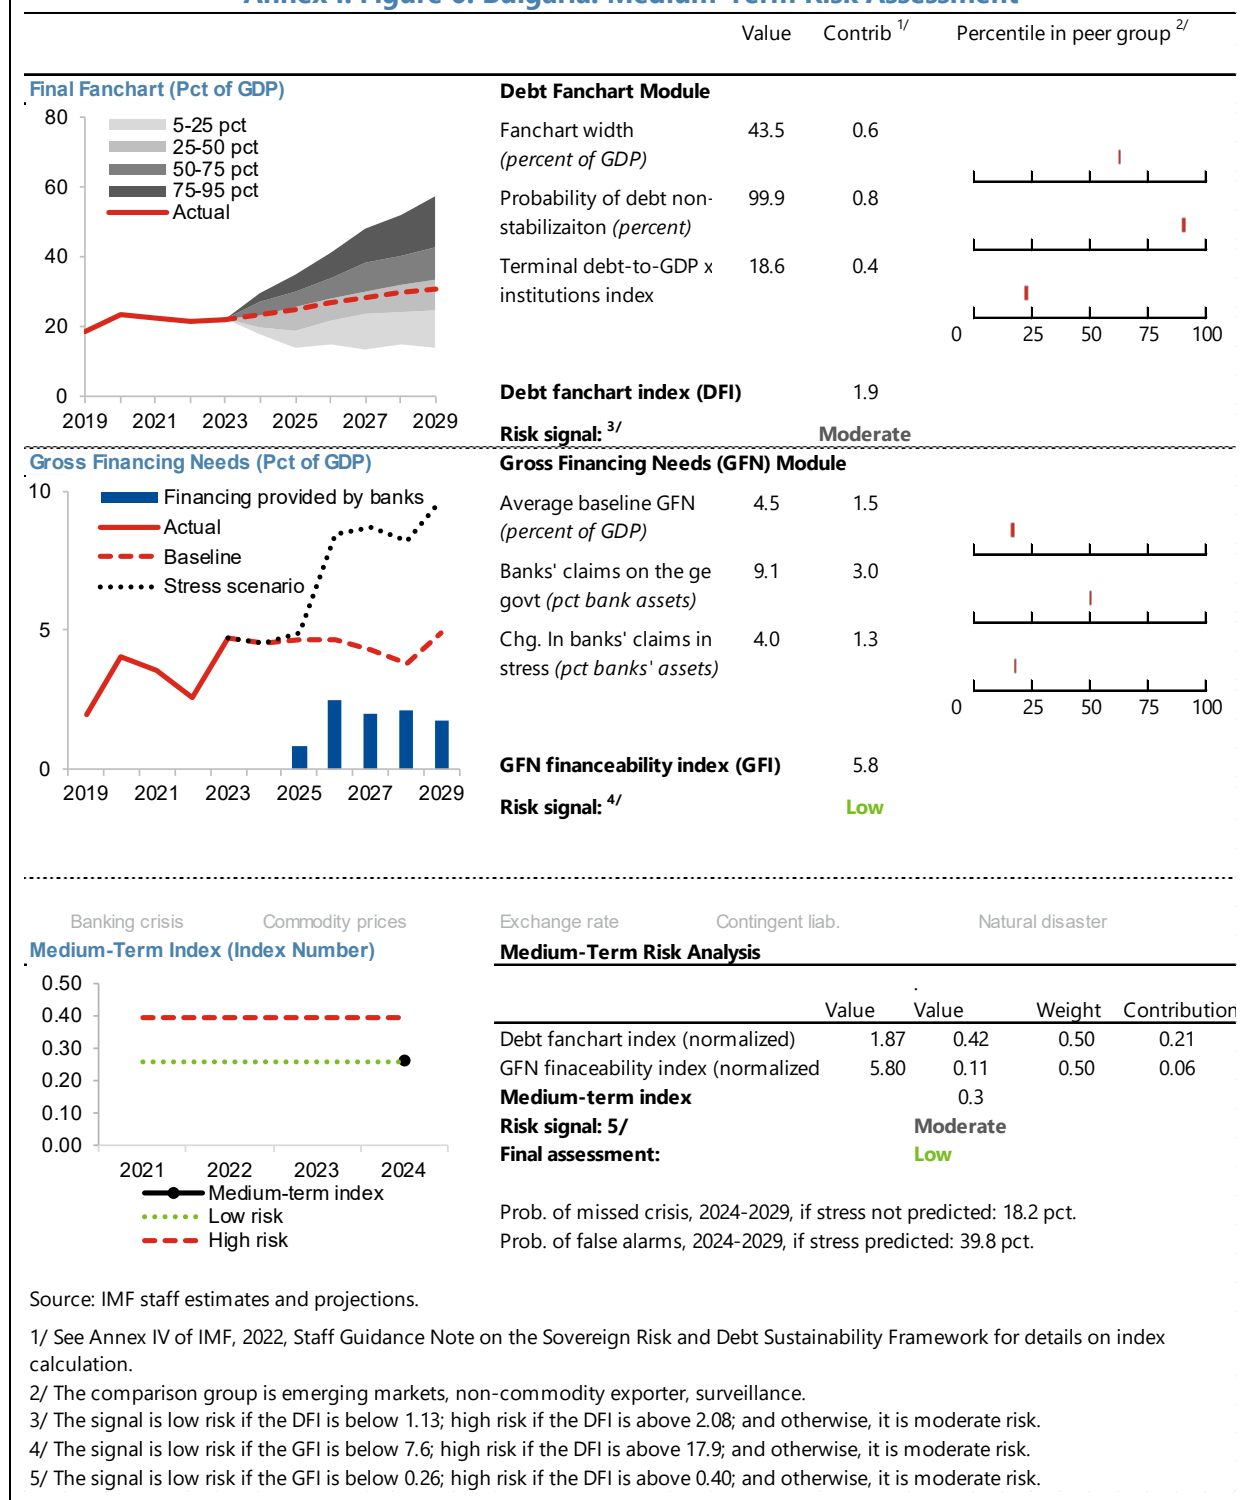 Annex I. Figure 6. Bulgaria: Medium-Term Risk Assessment
Value Contrib 1/ Percentile in peer group 2/
Final Fanchart (Pct of GDP)
80
60
40
20
0
5-25 pct
25-50 pct
50-75 pct
75-95 pct
Actual
2019 2021 2023 2025 2027 2029
Debt Fanchart Module
Fanchart width 43.5 0.6
(percent of GDP)
Probability of debt non- 99.9 0.8
stabilizaiton (percent)
Terminal debt-to-GDP x 18.6 0.4
institutions index
0 25 50 75 100
Debt fanchart index (DFI) 1.9
Risk signal: 3/ Moderate
Gross Financing Needs (Pct of GDP)
10
5
0
Financing provided by banks
Actual
Baseline
Stress scenario
2019 2021 2023 2025 2027 2029
Gross Financing Needs (GFN) Module
Average baseline GFN 4.5 1.5
(percent of GDP)
Banks' claims on the ge 9.1 3.0
govt (pct bank assets)
Chg. In banks' claims in 4.0 1.3
stress (pct banks' assets)
0 25 50 75 100
GFN financeability index (GFI) 5.8
Risk signal: 4/ Low
Banking crisis Commodity prices Exchange rate Contingent liab. Natural disaster
Medium-Term Index (Index Number)
0.50
0.40
0.30
0.20
0.10
0.00
2021 2022 2023 2024
Medium-term index
Low risk
High risk
Medium-Term Risk Analysis
.
Value Value Weight Contribution
Debt fanchart index (normalized) 1.87 0.42 0.50 0.21
GFN finaceability index (normalized 5.80 0.11 0.50 0.06
Medium-term index 0.3
Risk signal: 5/ Moderate
Final assessment: Low
Prob. of missed crisis, 2024-2029, if stress not predicted: 18.2 pct.
Prob. of false alarms, 2024-2029, if stress predicted: 39.8 pct.
Source: IMF staff estimates and projections.
1/ See Annex IV of IMF, 2022, Staff Guidance Note on the Sovereign Risk and Debt Sustainability Framework for details on index
calculation.
2/ The comparison group is emerging markets, non-commodity exporter, surveillance.
3/ The signal is low risk if the DFI is below 1.13; high risk if the DFI is above 2.08; and otherwise, it is moderate risk.
4/ The signal is low risk if the GFI is below 7.6; high risk if the DFI is above 17.9; and otherwise, it is moderate risk.
5/ The signal is low risk if the GFI is below 0.26; high risk if the DFI is above 0.40; and otherwise, it is moderate risk.